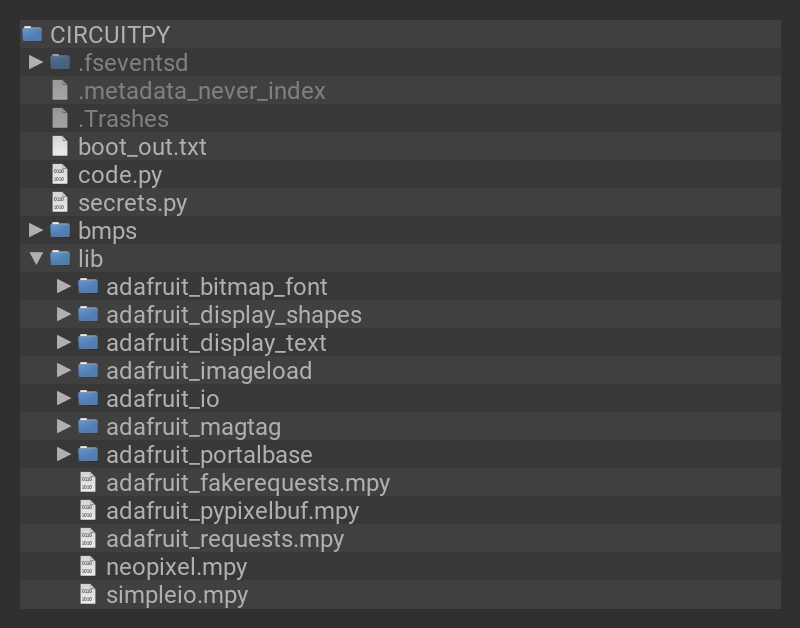 CIRCUITPY
.fseventsd
.metadata_never_index
.Trashes
boot_out.txt
code.py
secrets.py
bmps
lib
adafruit_bitmap_font
adafruit_display_shapes
adafruit_display_text
adafruit_imageload
adafruit_io
adafruit_magtag
adafruit_portalbase
adafruit_fakerequests.mpy
adafruit_pypixelbuf.mpy
adafruit_requests.mpy
neopixel.mpy
simpleio.mpy